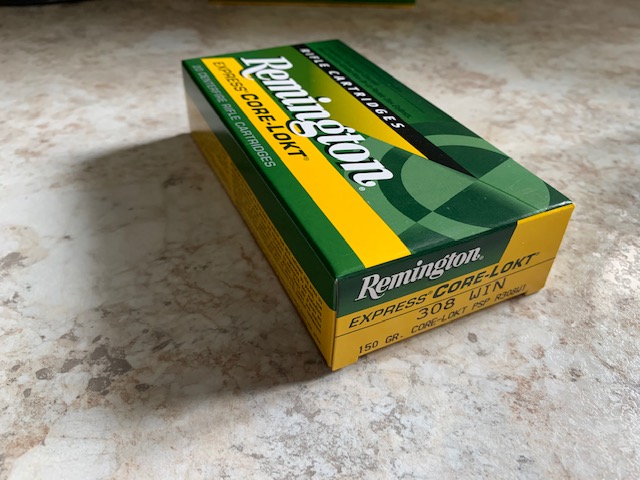 RIFLE CARTRIDGES
Remington®
EXPRESS® CORE-LOKT®
20 CENTERFIRE RIFLE CARTRIDGES
Remington®
EXPRESS® CORE-LOKT®
308 WIN
150 GR. CORE-LOKT PSP R308W1